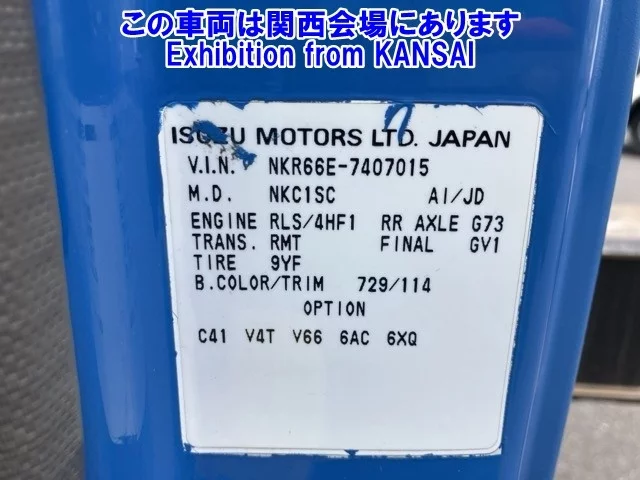 この車両は関西会場にあります
Exhibition from KANSAI
ISUZU MOTORS LTD. JAPAN
V.I.N. NKR66E-7407015
M.D. NKC1SC AI/JD
ENGINE RLS/4HF1 RR AXLE G73
TRANS. RMT FINAL GV1
TIRE 9YF
B.COLOR/TRIM 729/114
OPTION
C41 V4T V66 6AC 6XQ